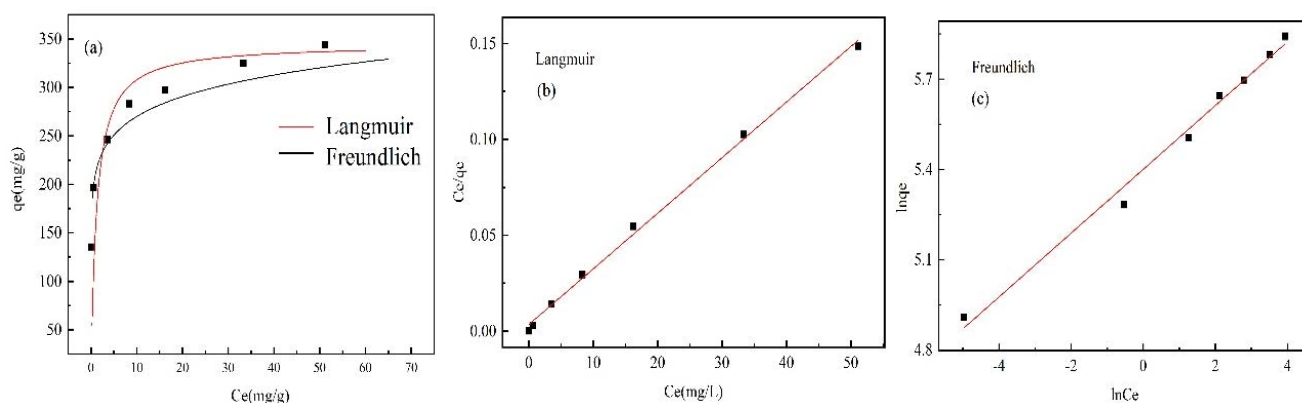 (a)
350
300
250
200
150
100
50
qe(mg/g)
Langmuir
Freundlich
0 10 20 30 40 50 60 70
Ce(mg/g)
Langmuir
(b)
0.15
0.10
0.05
0.00
Cc/qc
0 10 20 30 40 50
Ce(mg/L)
Freundlich
(c)
5.7
5.4
5.1
4.8
lnqe
-4 -2 0 2 4
lnCe